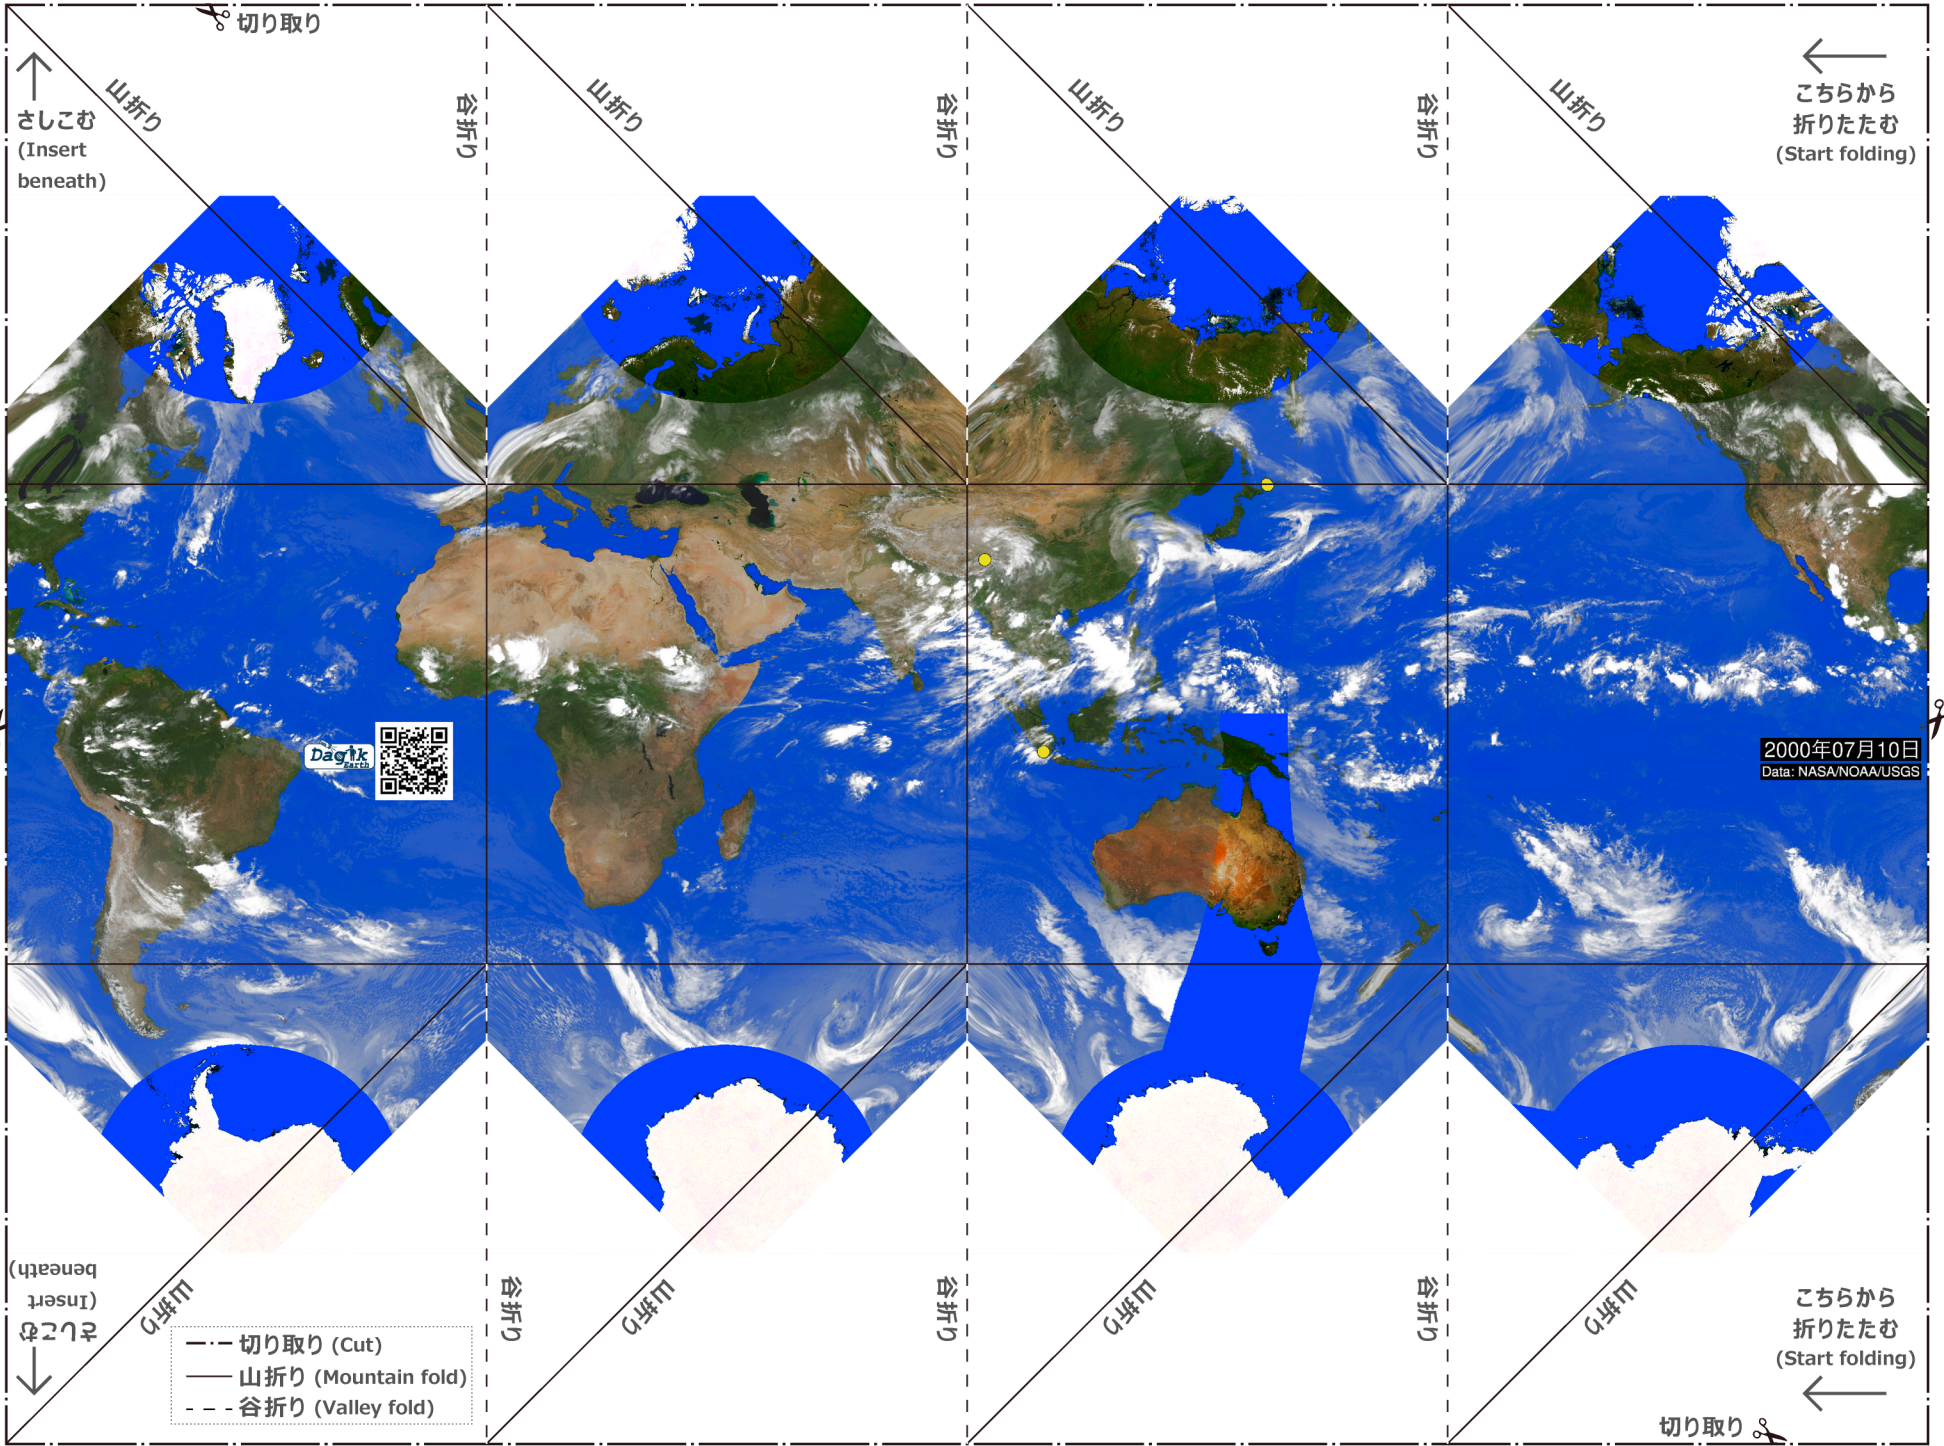 切り取り
山折り
谷折り
山折り
谷折り
山折り
谷折り
山折り
さしこむ
(Insert
beneath)
こちらから
折りたたむ
(Start folding)
Dagik
Earth
2000年07月10日
Data: NASA/NOAA/USGS
さしこむ
(Insert
beneath)
山折り
谷折り
山折り
谷折り
山折り
谷折り
山折り
切り取り (Cut)
山折り (Mountain fold)
谷折り (Valley fold)
こちらから
折りたたむ
(Start folding)
切り取り